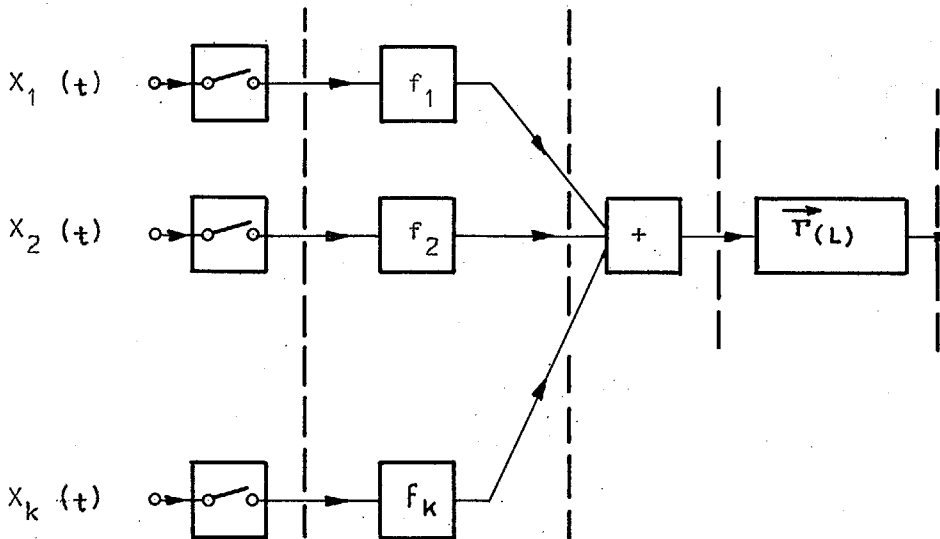 X₁ (t) f₁
X₂ (t) f₂ + Γ⃗(L)
Xₖ (t) fₖ